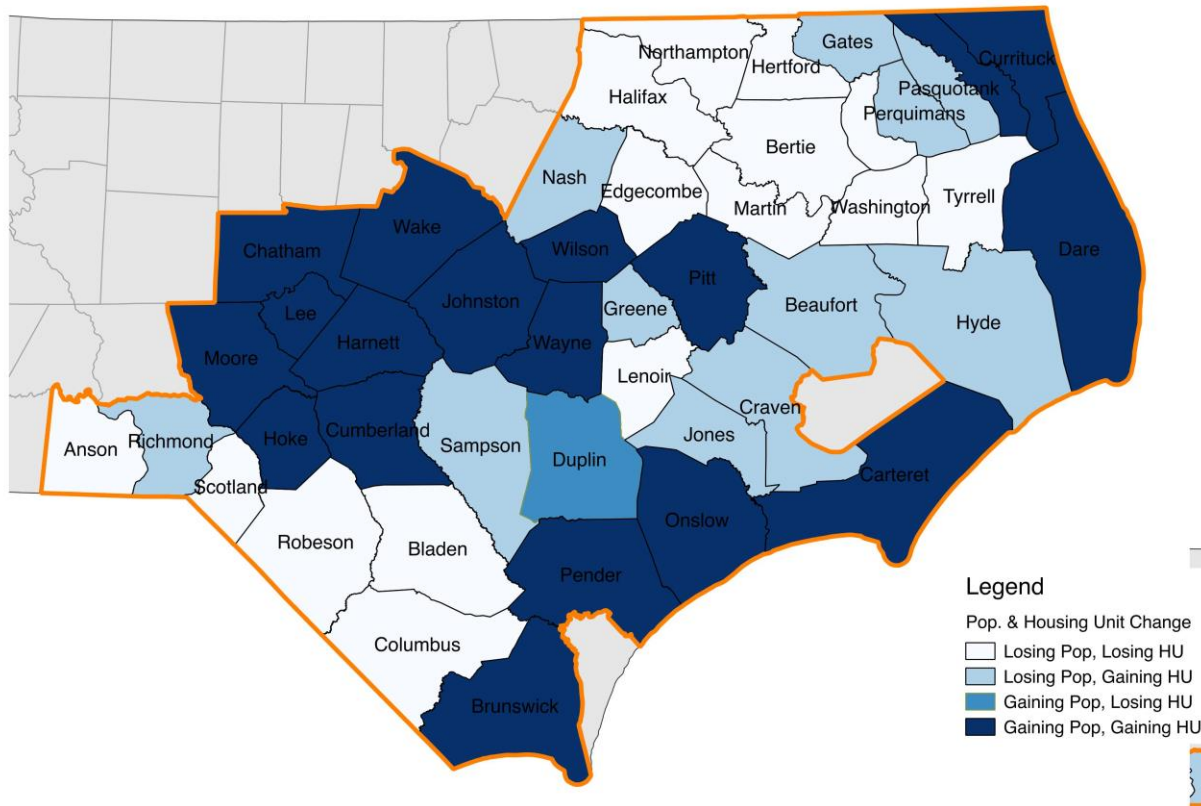 Gates
Northampton
Hertford
Currituck
Pasquotank
Halifax
Perquimans
Bertie
Nash
Edgecombe
Tyrrell
Martin
Washington
Wake
Chatham
Wilson
Dare
Pitt
Johnston
Beaufort
Lee
Greene
Hyde
Harnett
Wayne
Moore
Lenoir
Craven
Cumberland
Jones
Hoke
Richmond
Sampson
Anson
Duplin
Carteret
Scotland
Onslow
Robeson
Bladen
Pender
Columbus
Brunswick
Legend
Pop. & Housing Unit Change
Losing Pop, Losing HU
Losing Pop, Gaining HU
Gaining Pop, Losing HU
Gaining Pop, Gaining HU